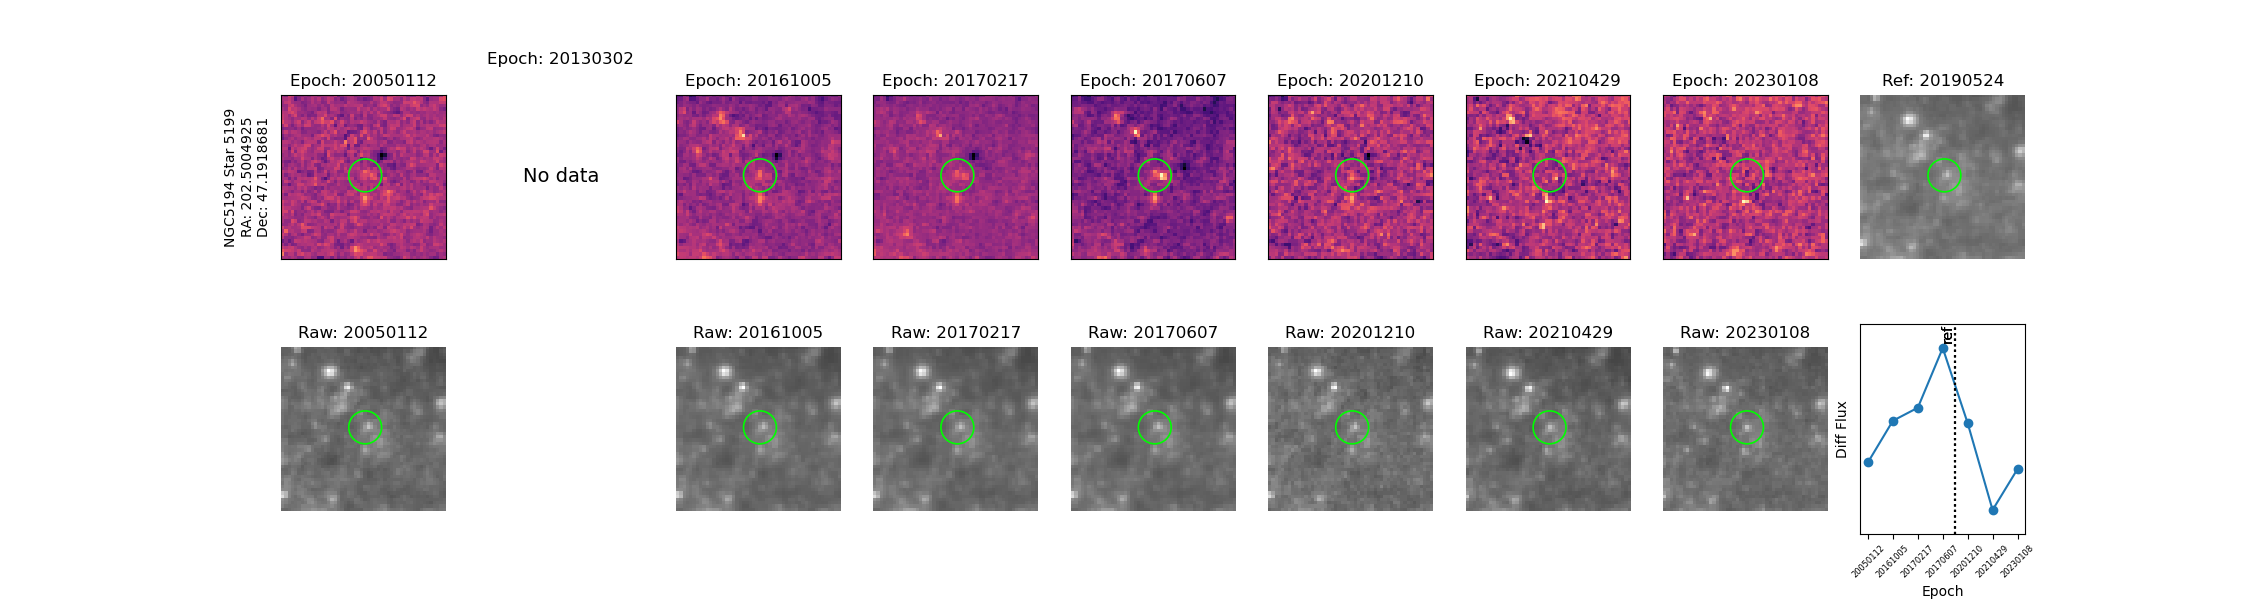 NGC5194 Star 5199
RA: 202.5004925
Dec: 47.1918681
Epoch: 20050112
Epoch: 20130302
No data
Epoch: 20161005
Epoch: 20170217
Epoch: 20170607
Epoch: 20201210
Epoch: 20210429
Epoch: 20230108
Ref: 20190524
Raw: 20050112
Raw: 20161005
Raw: 20170217
Raw: 20170607
Raw: 20201210
Raw: 20210429
Raw: 20230108
Diff Flux
ref
20050112
20161005
20170217
20170607
20201210
20210429
20230108
Epoch